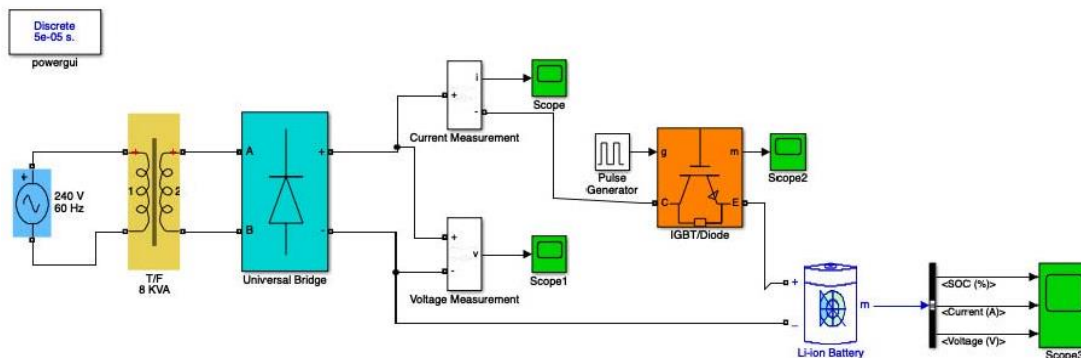 Discrete
5e-05 s.
powergui
240 V
60 Hz
+
1
2
+
+
T/F
8 KVA
A
B
+
-
Universal Bridge
+
i
-
Current Measurement
Scope
+
-
v
Voltage Measurement
Scope1
Pulse
Generator
g
m
C
E
IGBT/Diode
Scope2
+
_
m
Li-ion Battery
<SOC (%)>
<Current (A)>
<Voltage (V)>
Scope3